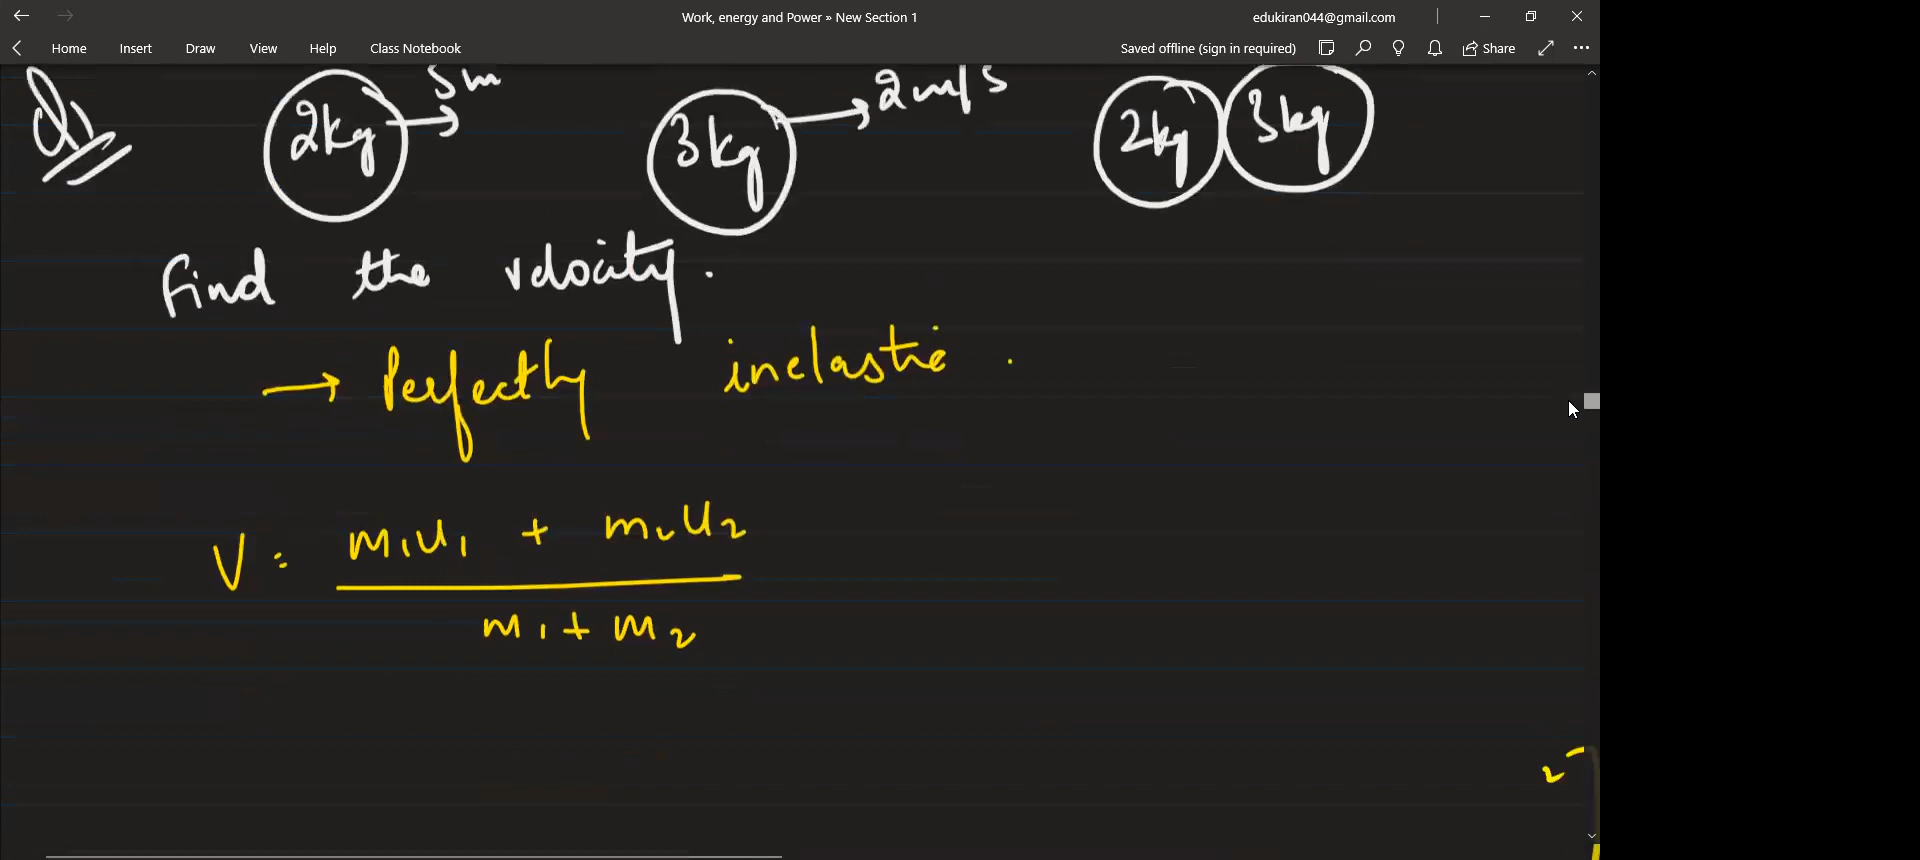 Work, energy and Power » New Section 1 edukiran044@gmail.com
Home Insert Draw View Help Class Notebook Saved offline (sign in required) Share
Q1 2kg → 5m 3kg → 2m/s 2kg 3kg
Find the velocity.
→ Perfectly inelastic.
V = m₁u₁ + m₂u₂
m₁ + m₂
2